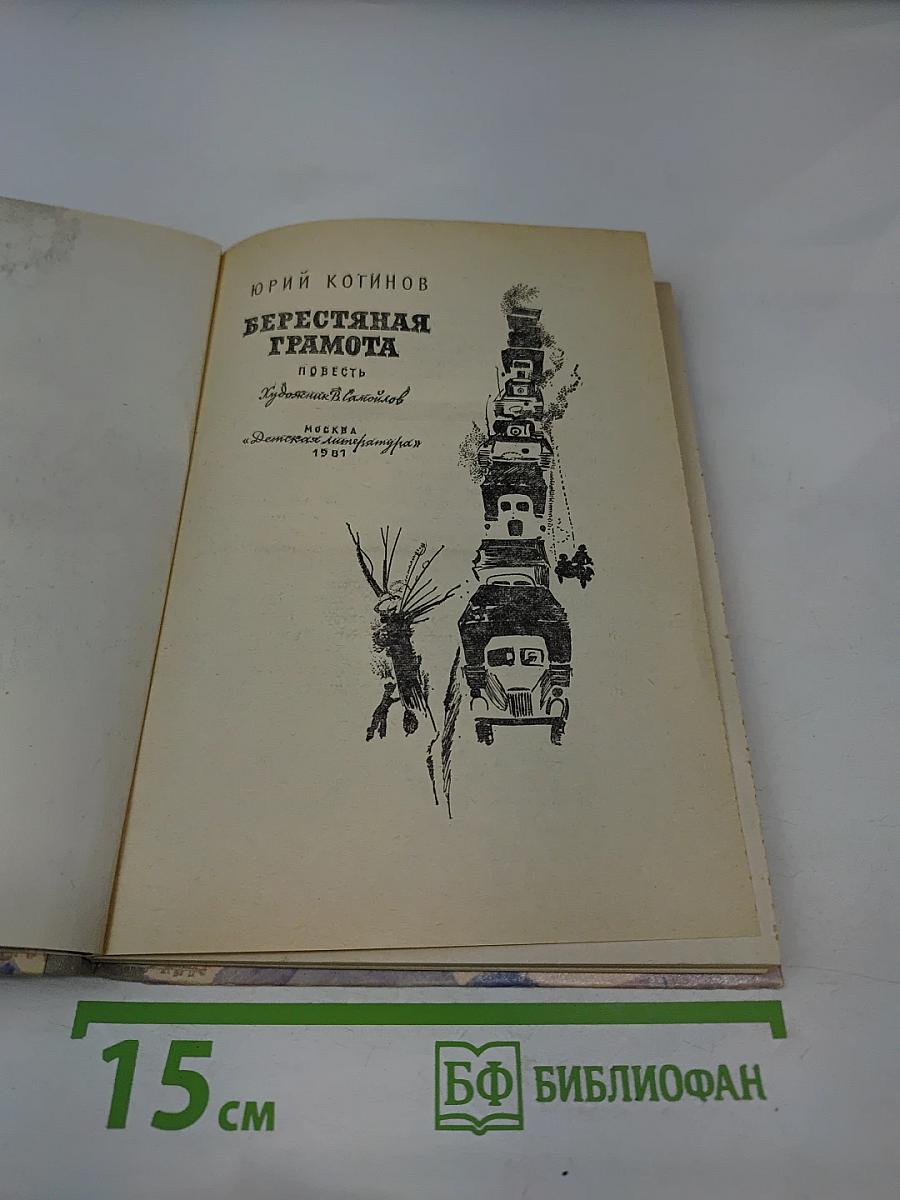 ЮРИЙ КОТИНОВ
БЕРЕСТЯНАЯ
ГРАМОТА
ПОВЕСТЬ
Художник В. Самойлов
МОСКВА
«Детская литература»
1981
15 см
БФ БИБЛИОФАН